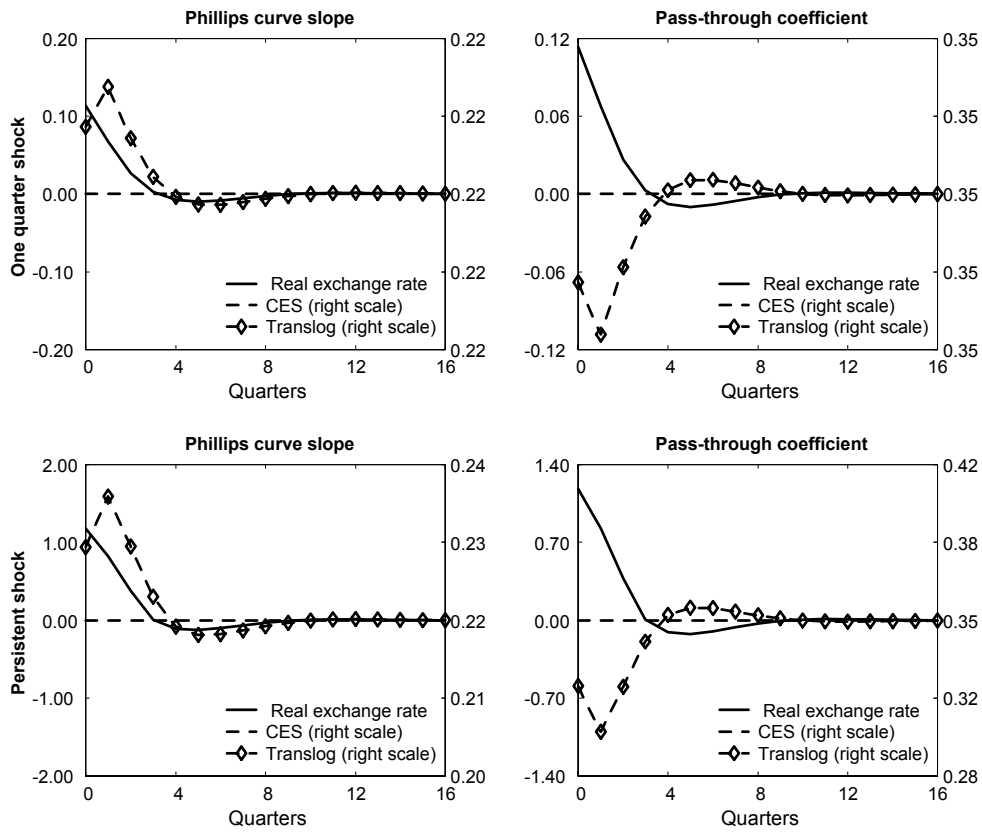 Phillips curve slope
Pass-through coefficient
One quarter shock
0.20
0.10
0.00
-0.10
-0.20
0.22
0.22
0.22
0.22
0.22
Real exchange rate
CES (right scale)
Translog (right scale)
0 4 8 12 16
Quarters
0.12
0.06
0.00
-0.06
-0.12
0.35
0.35
0.35
0.35
0.35
Real exchange rate
CES (right scale)
Translog (right scale)
0 4 8 12 16
Quarters
Phillips curve slope
Pass-through coefficient
Persistent shock
2.00
1.00
0.00
-1.00
-2.00
0.24
0.23
0.22
0.21
0.20
Real exchange rate
CES (right scale)
Translog (right scale)
0 4 8 12 16
Quarters
1.40
0.70
0.00
-0.70
-1.40
0.42
0.38
0.35
0.32
0.28
Real exchange rate
CES (right scale)
Translog (right scale)
0 4 8 12 16
Quarters